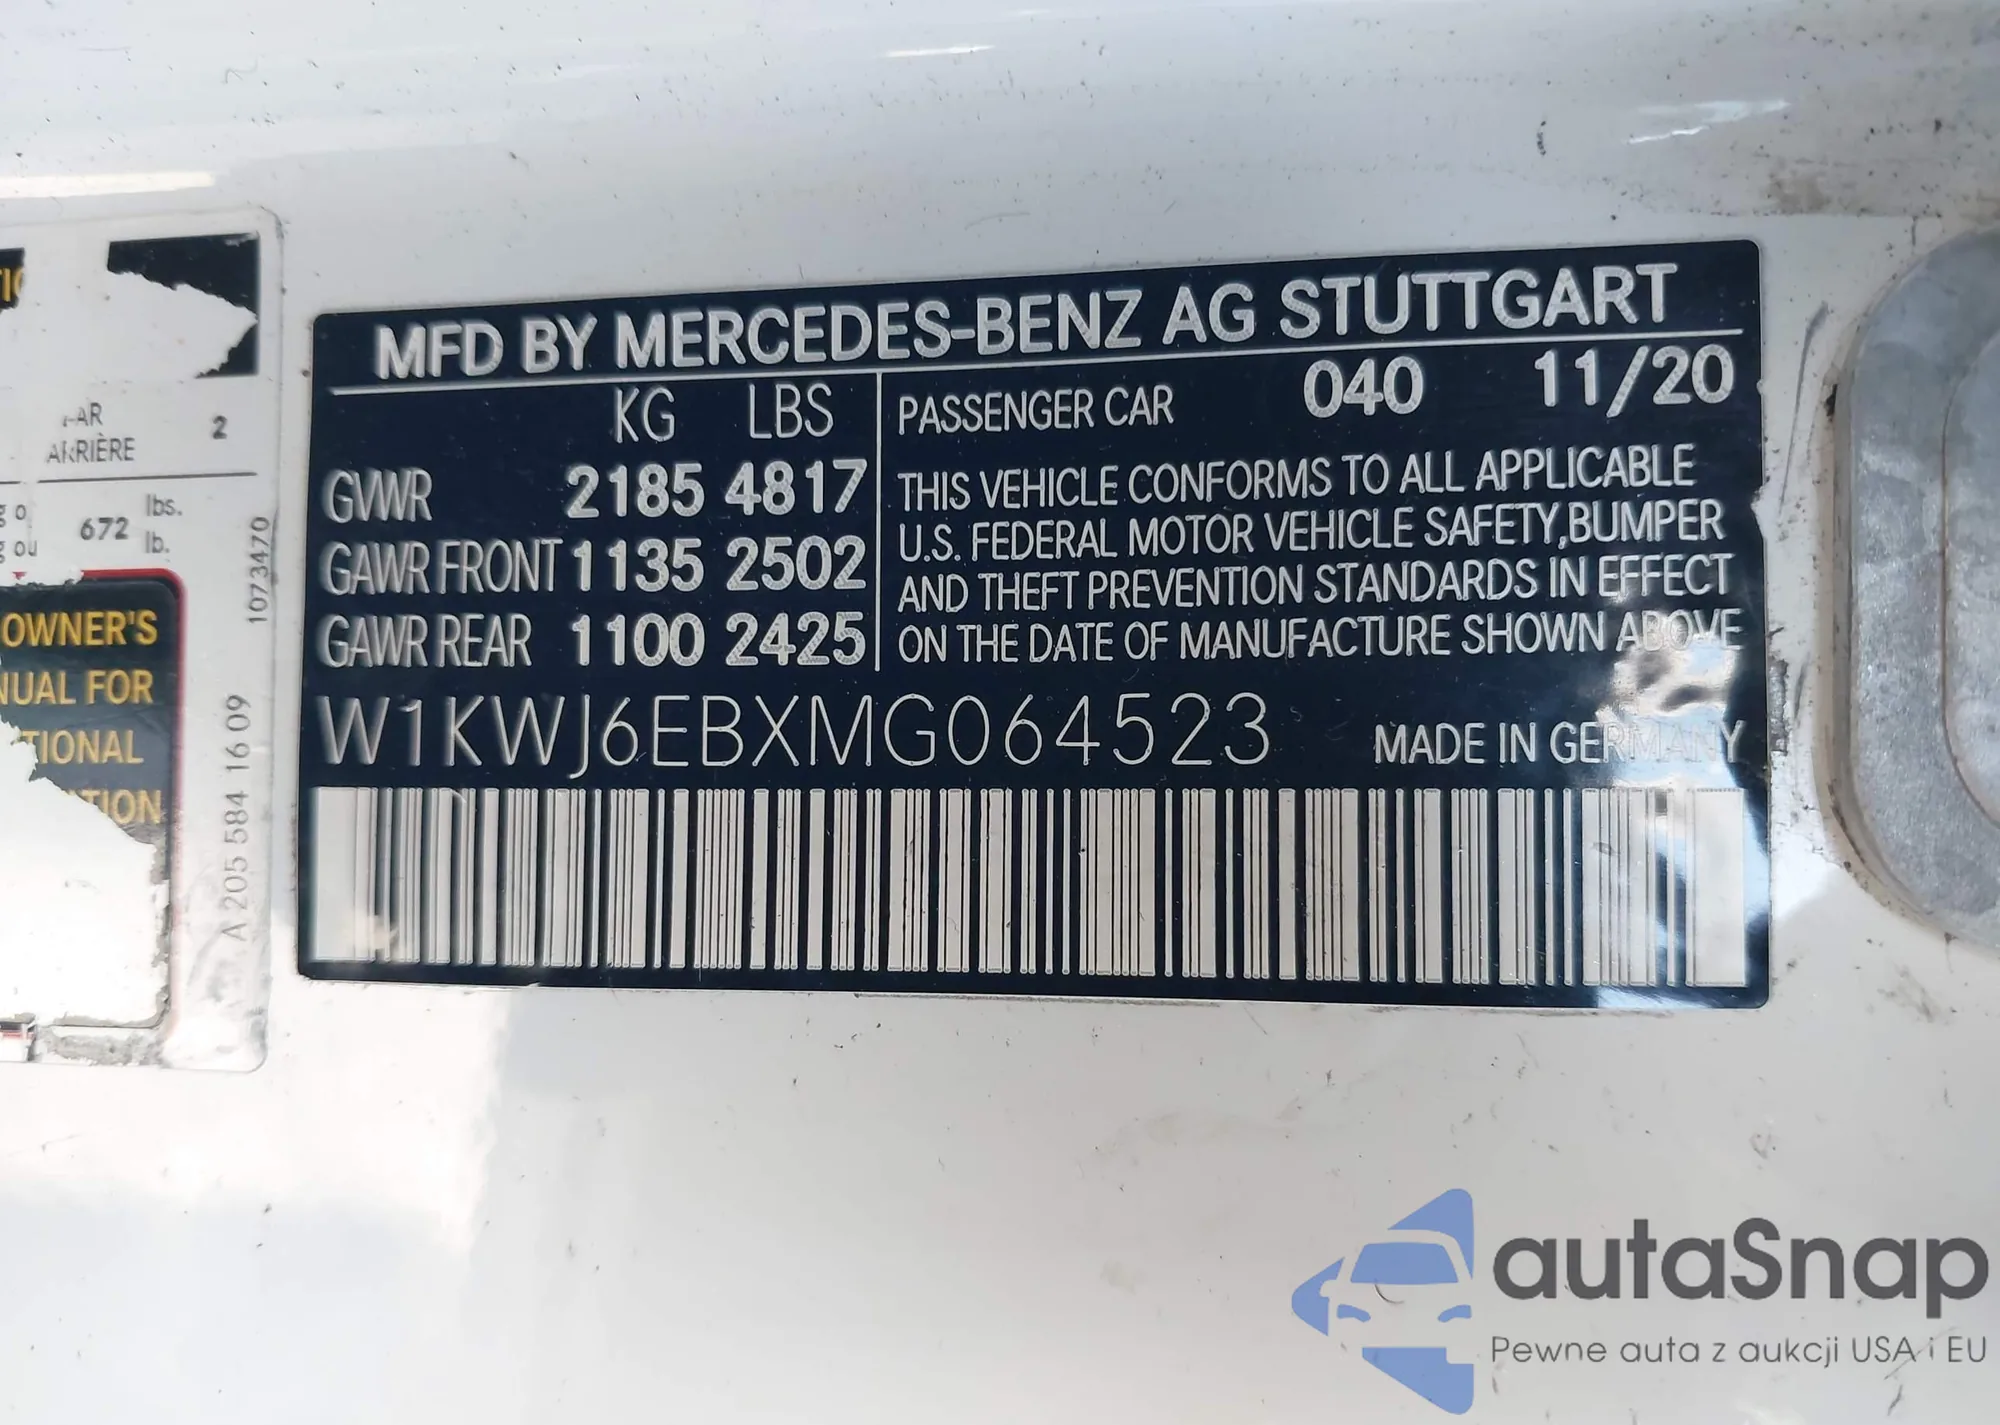 MFD BY MERCEDES-BENZ AG STUTTGART
KG LBS
PASSENGER CAR 040 11/20
GVWR 2185 4817
GAWR FRONT 1135 2502
GAWR REAR 1100 2425
THIS VEHICLE CONFORMS TO ALL APPLICABLE
U.S. FEDERAL MOTOR VEHICLE SAFETY,BUMPER
AND THEFT PREVENTION STANDARDS IN EFFECT
ON THE DATE OF MANUFACTURE SHOWN ABOVE
W1KWJ6EBXMG064523
MADE IN GERMANY
ARRIÈRE 2
lbs.
672
ou lb.
OWNER'S
FOR
A 205 584 16 09
1073470
autaSnap
Pewne auta z aukcji USA i EU